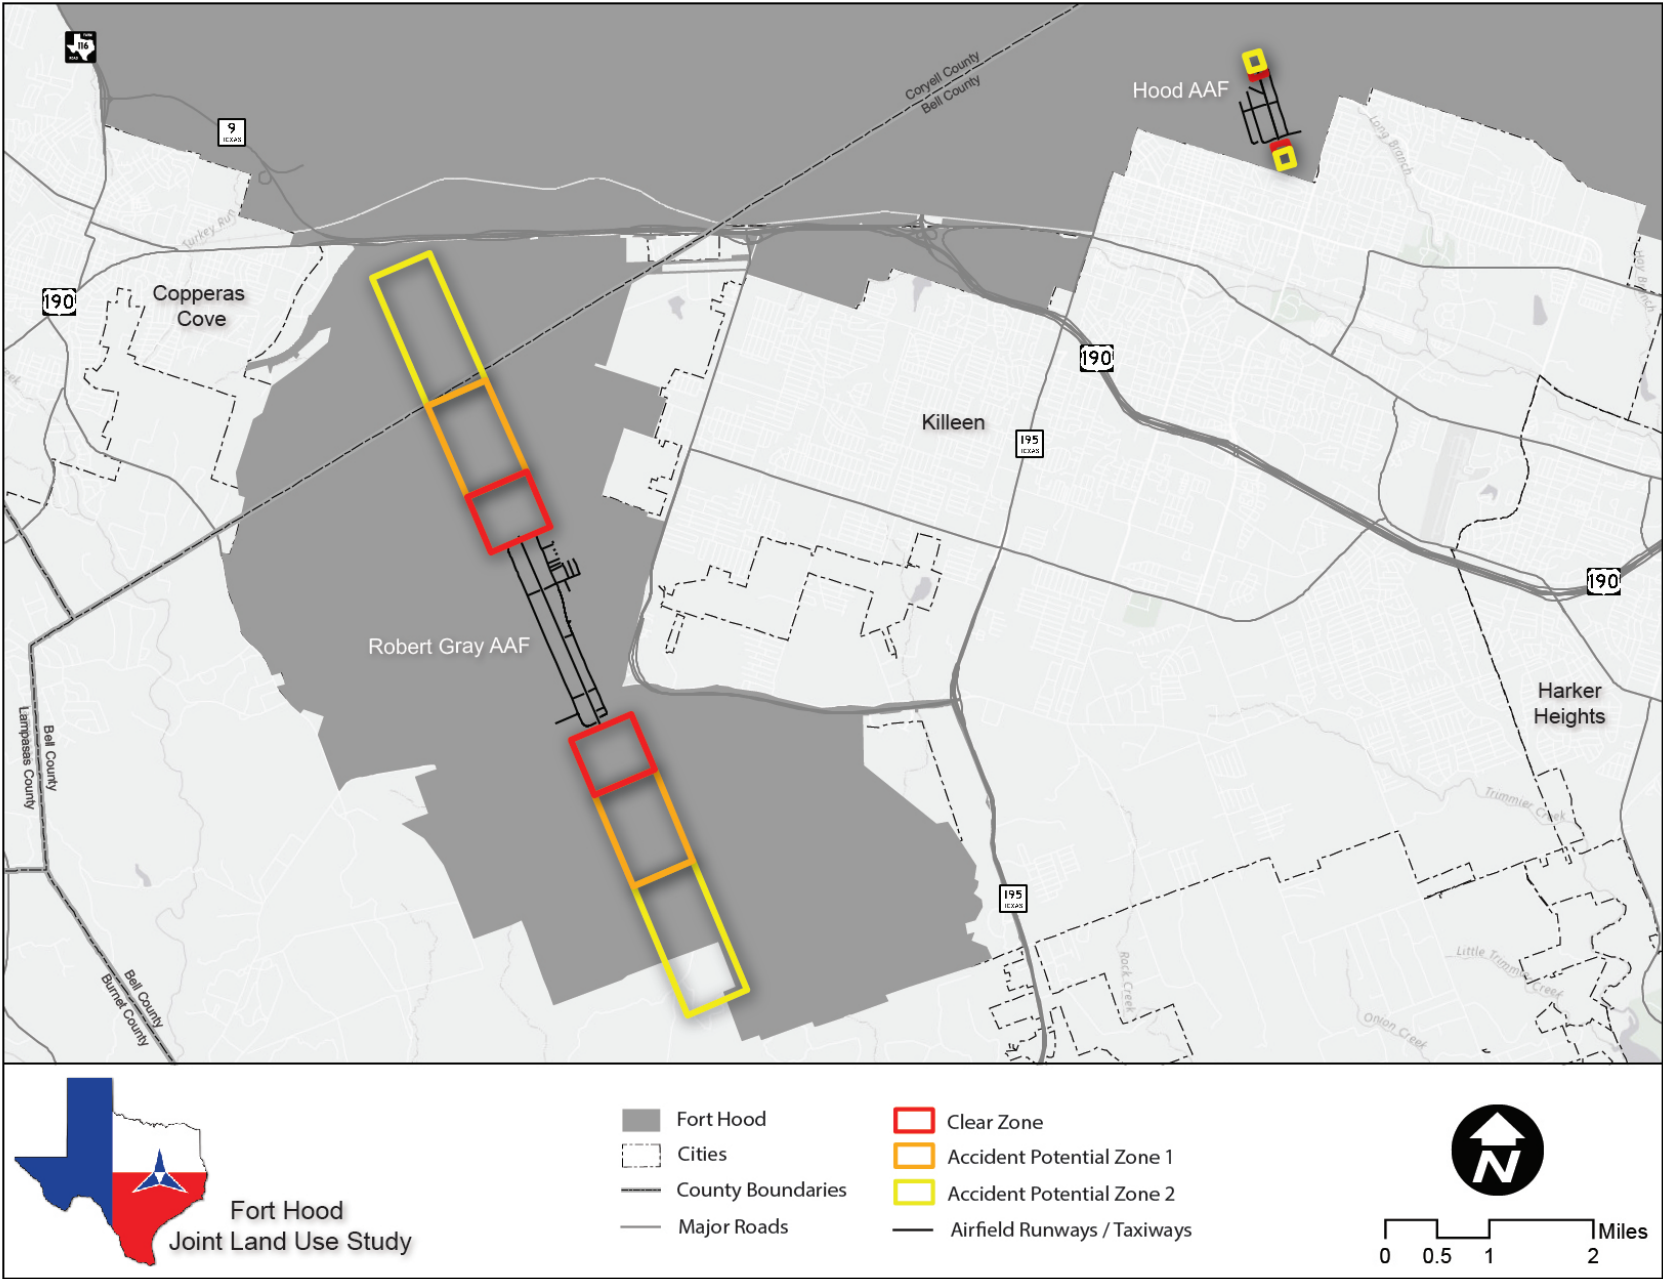 116
9
TEXAS
Coryell County
Bell County
Hood AAF
Long Branch
Turkey Run
Hay Branch
190
Copperas
Cove
190
Killeen
195
TEXAS
190
Robert Gray AAF
Harker
Heights
Bell County
Lampasas County
Trimmier Creek
195
TEXAS
Rock Creek
Little Trimmier Creek
Onion Creek
Bell County
Burnet County
Fort Hood
Joint Land Use Study
Fort Hood
Cities
County Boundaries
Major Roads
Clear Zone
Accident Potential Zone 1
Accident Potential Zone 2
Airfield Runways / Taxiways
N
Miles
0 0.5 1 2